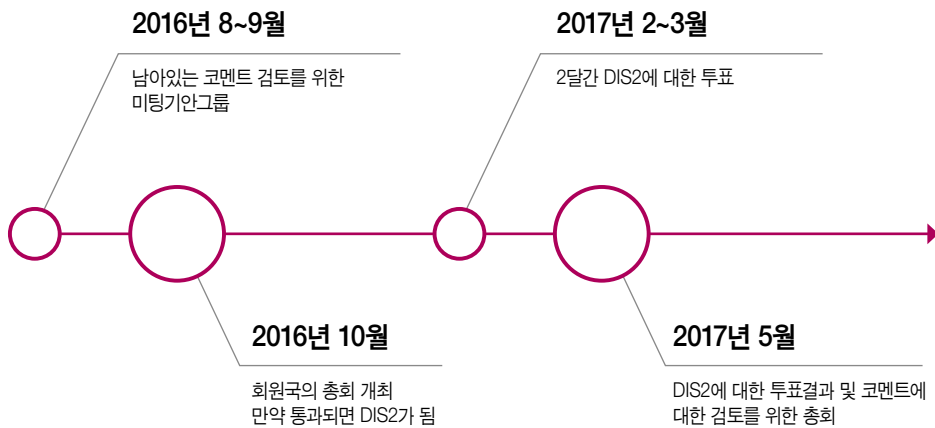 2016년 8~9월
남아있는 코멘트 검토를 위한
미팅기안그룹
2017년 2~3월
2달간 DIS2에 대한 투표
2016년 10월
회원국의 총회 개최
만약 통과되면 DIS2가 됨
2017년 5월
DIS2에 대한 투표결과 및 코멘트에
대한 검토를 위한 총회